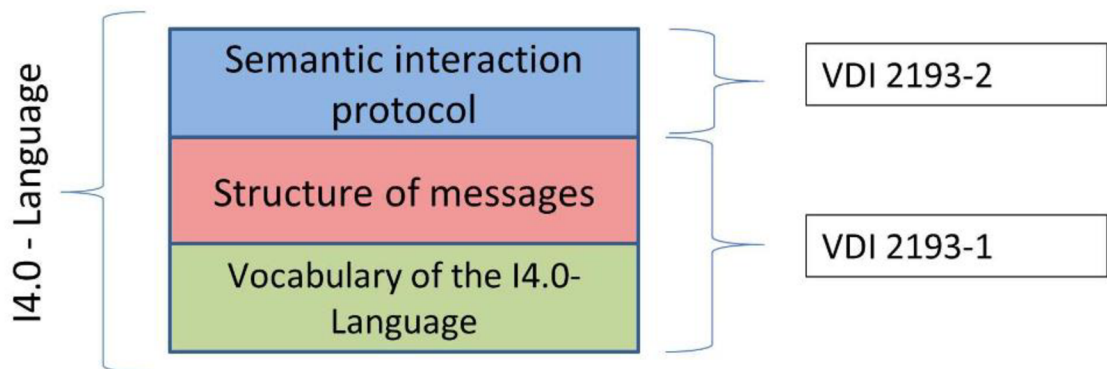 I4.0 - Language
Semantic interaction
protocol
VDI 2193-2
Structure of messages
VDI 2193-1
Vocabulary of the I4.0-
Language